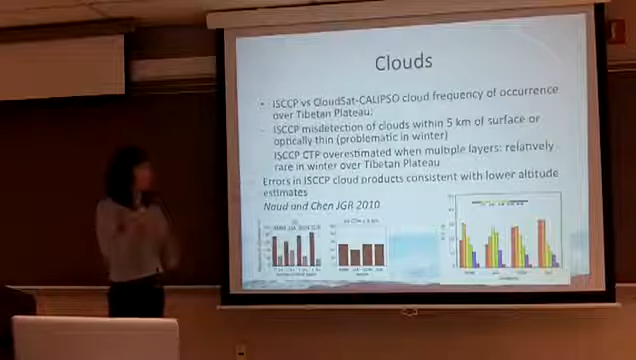 Clouds
• ISCCP vs CloudSat-CALIPSO cloud frequency of occurrence
over Tibetan Plateau:
ISCCP misdetection of clouds within 5 km of surface or
optically thin (problematic in winter)
ISCCP CTP overestimated when multiple layers: relatively
rare in winter over Tibetan Plateau
Errors in ISCCP cloud products consistent with lower altitude
estimates
Naud and Chen JGR 2010